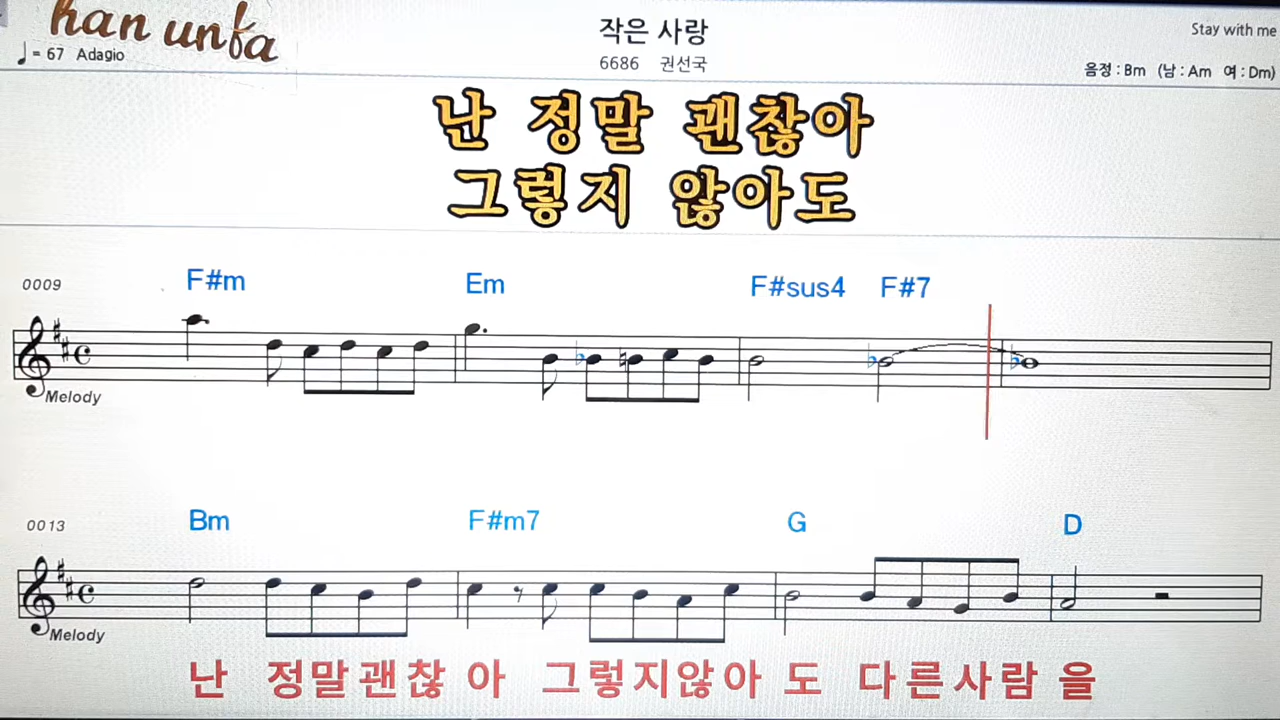 han unfa
작은 사랑
Stay with me
♩= 67 Adagio
6686 권선국
음정 : Bm (남 : Am 여 : Dm)
난 정말 괜찮아
그렇지 않아도
0009
F#m Em F#sus4 F#7
Melody
0013
Bm F#m7 G D
Melody
난 정말괜찮 아 그렇지않아 도 다른사람 을